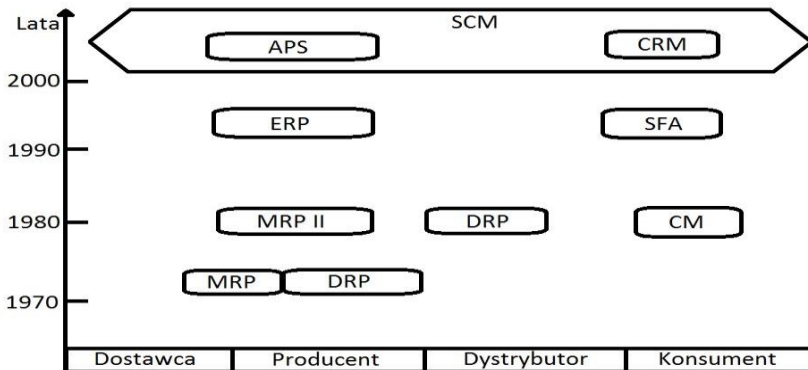 Lata
SCM
APS
CRM
2000
ERP
SFA
1990
1980
MRP II
DRP
CM
MRP
DRP
1970
Dostawca
Producent
Dystrybutor
Konsument